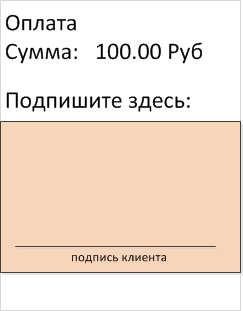 Оплата
Сумма: 100.00 Руб
Подпишите здесь:
подпись клиента